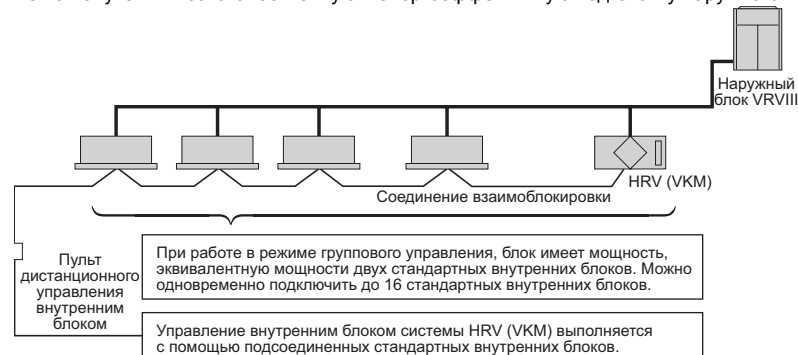 Наружный
блок VRVIII
HRV (VKM)
Соединение взаимоблокировки
Пульт
дистанционного
управления
внутренним
блоком
При работе в режиме группового управления, блок имеет мощность,
эквивалентную мощности двух стандартных внутренних блоков. Можно
одновременно подключить до 16 стандартных внутренних блоков.
Управление внутренним блоком системы HRV (VKM) выполняется
с помощью подсоединенных стандартных внутренних блоков.